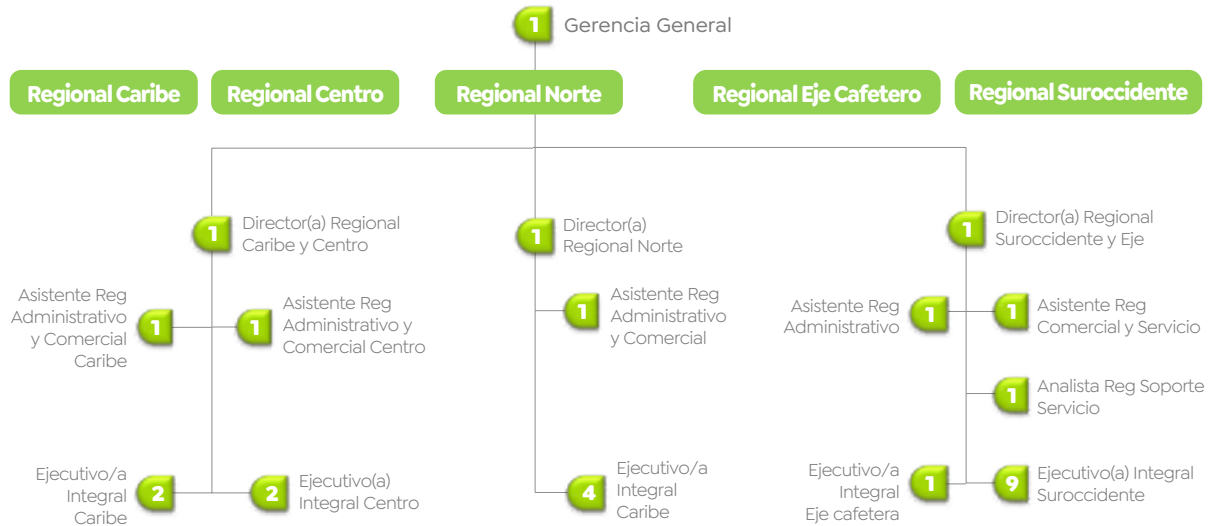 1 Gerencia General
Regional Caribe
Regional Centro
Regional Norte
Regional Eje Cafetero
Regional Suroccidente
1
Director(a) Regional
Caribe y Centro
1
Director(a)
Regional Norte
1
Director(a) Regional
Suroccidente y Eje
Asistente Reg
Administrativo
y Comercial
Caribe
1
1
Asistente Reg
Administrativo y
Comercial Centro
1
Asistente Reg
Administrativo
y Comercial
Asistente Reg
Administrativo
1
1
Asistente Reg
Comercial y Servicio
1
Analista Reg Soporte
Servicio
Ejecutivo/a
Integral
Caribe
2
2
Ejecutivo(a)
Integral Centro
4
Ejecutivo/a
Integral
Caribe
Ejecutivo/a
Integral
Eje cafetera
1
9
Ejecutivo(a) Integral
Suroccidente